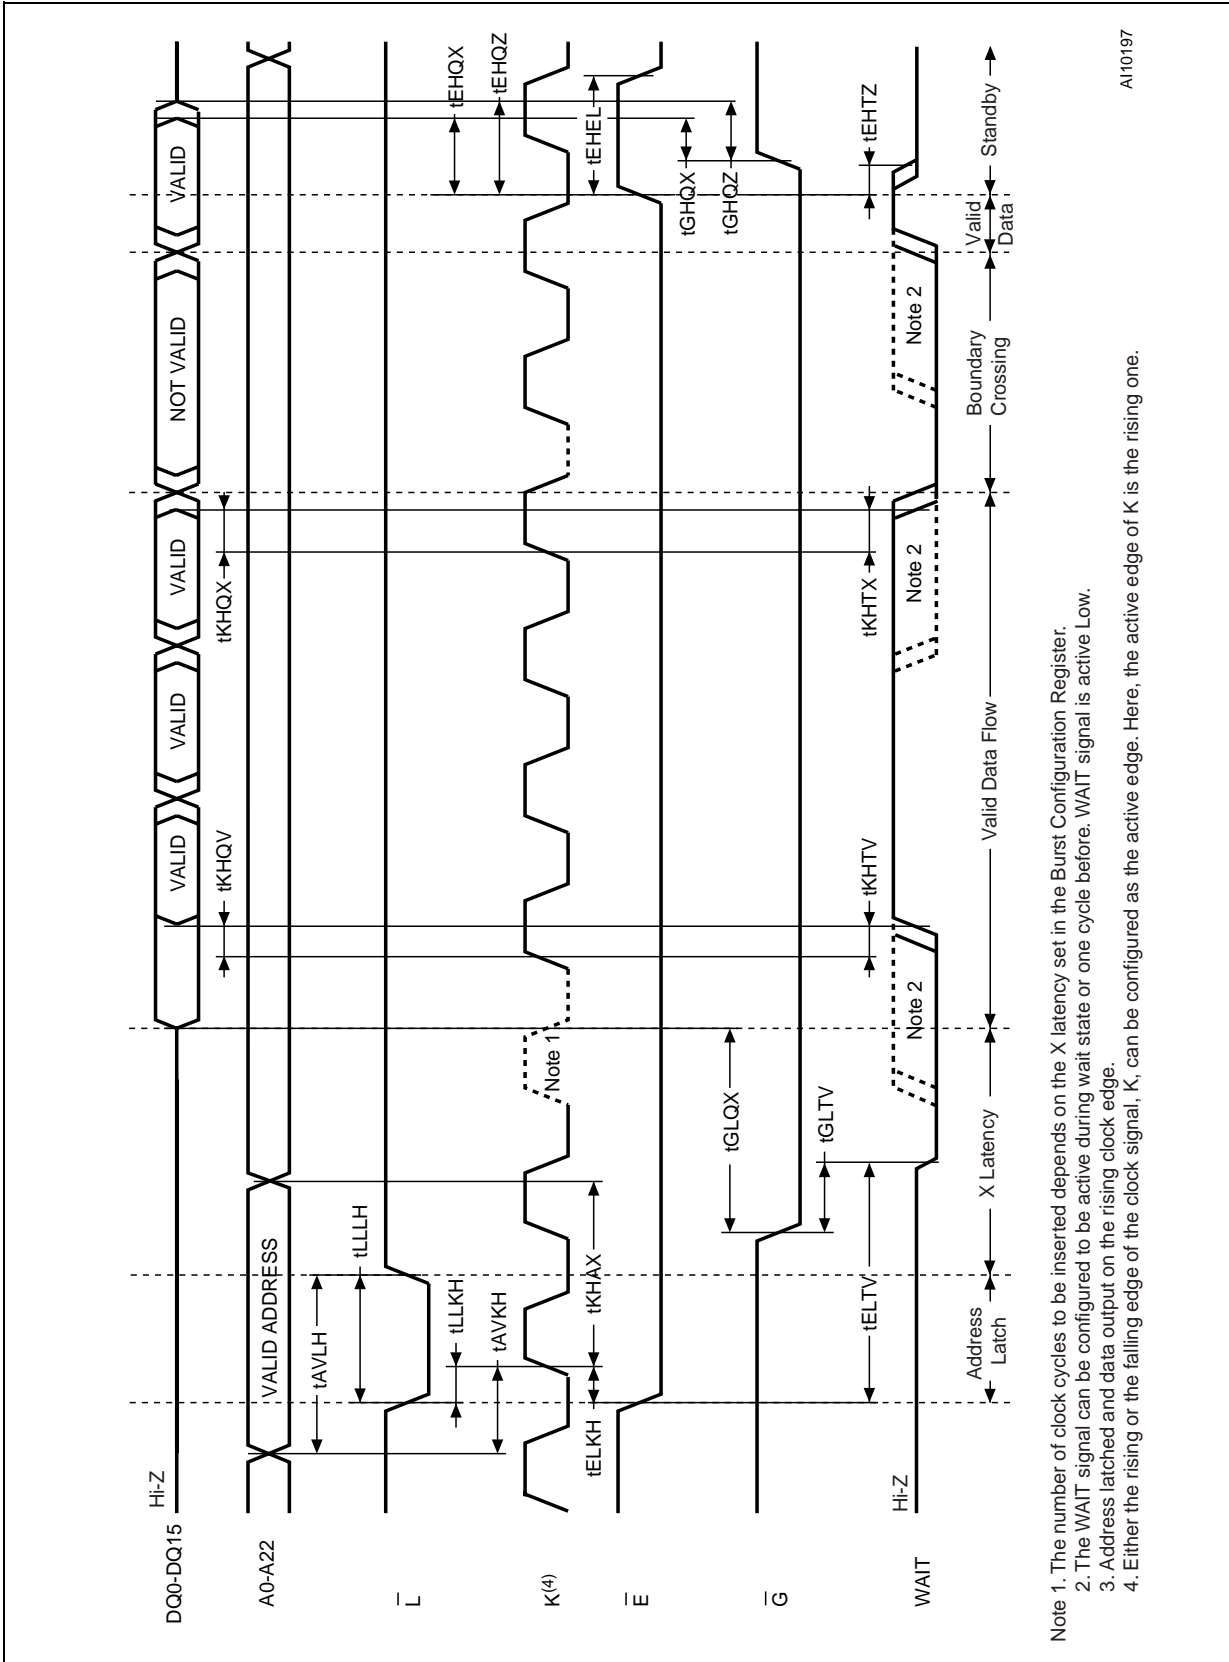 DQ0-DQ15
Hi-Z
VALID
VALID
VALID
NOT VALID
VALID
tKHQV
tKHQX
A0-A22
VALID ADDRESS
tAVLH
L
tLLLH
tLLKH
tAVKH
tEHQX
tEHQZ
K(4)
Note 1
tELKH
tKHAX
tEHEL
E
tGHQX
tGHQZ
tGLQX
G
tGLTV
tELTV
tKHTV
tKHTX
tEHTZ
WAIT
Hi-Z
Note 2
Note 2
Note 2
Address
Latch
X Latency
Valid Data Flow
Boundary
Crossing
Valid
Data
Standby
Note 1. The number of clock cycles to be inserted depends on the X latency set in the Burst Configuration Register.
2. The WAIT signal can be configured to be active during wait state or one cycle before. WAIT signal is active Low.
3. Address latched and data output on the rising clock edge.
4. Either the rising or the falling edge of the clock signal, K, can be configured as the active edge. Here, the active edge of K is the rising one.
AI10197